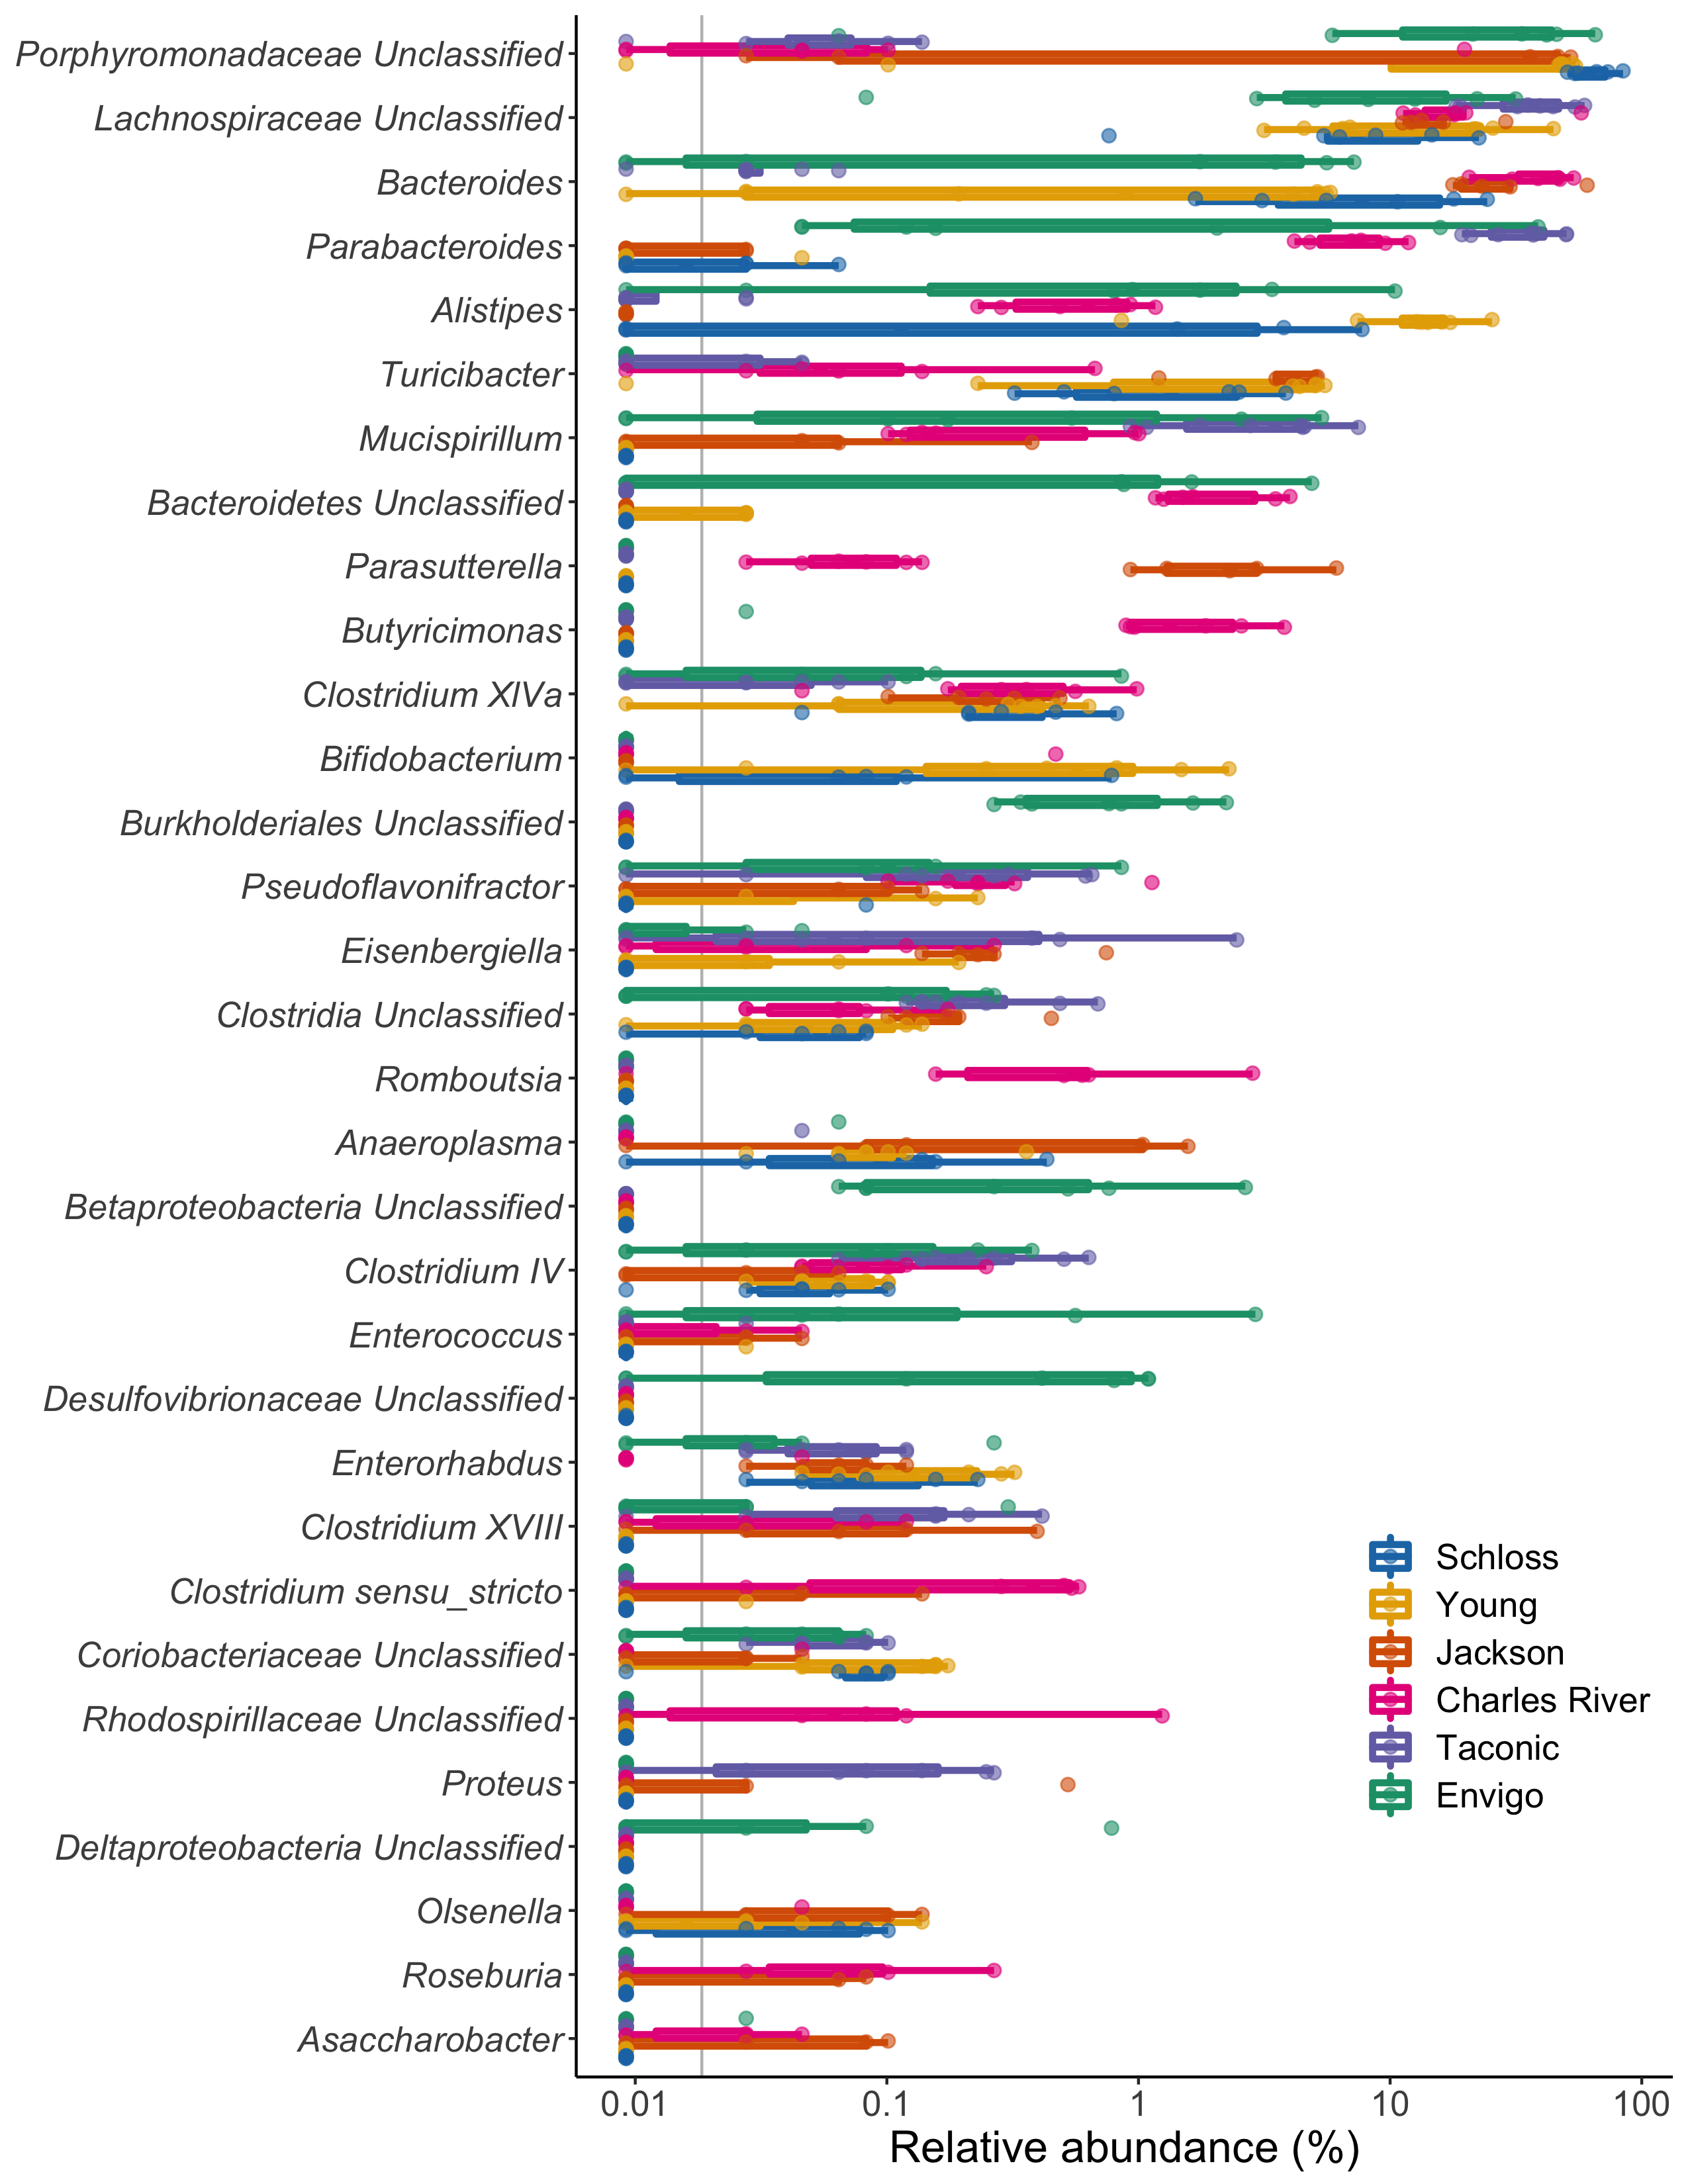 Porphyromonadaceae Unclassified
Lachnospiraceae Unclassified
Bacteroides
Parabacteroides
Alistipes
Turicibacter
Mucispirillum
Bacteroidetes Unclassified
Parasutterella
Butyricimonas
Clostridium XIVa
Bifidobacterium
Burkholderiales Unclassified
Pseudoflavonifractor
Eisenbergiella
Clostridia Unclassified
Romboutsia
Anaeroplasma
Betaproteobacteria Unclassified
Clostridium IV
Enterococcus
Desulfovibrionaceae Unclassified
Enterorhabdus
Clostridium XVIII
Clostridium sensu_stricto
Coriobacteriaceae Unclassified
Rhodospirillaceae Unclassified
Proteus
Deltaproteobacteria Unclassified
Olsenella
Roseburia
Asaccharobacter
Schloss
Young
Jackson
Charles River
Taconic
Envigo
0.01 0.1 1 10 100
Relative abundance (%)